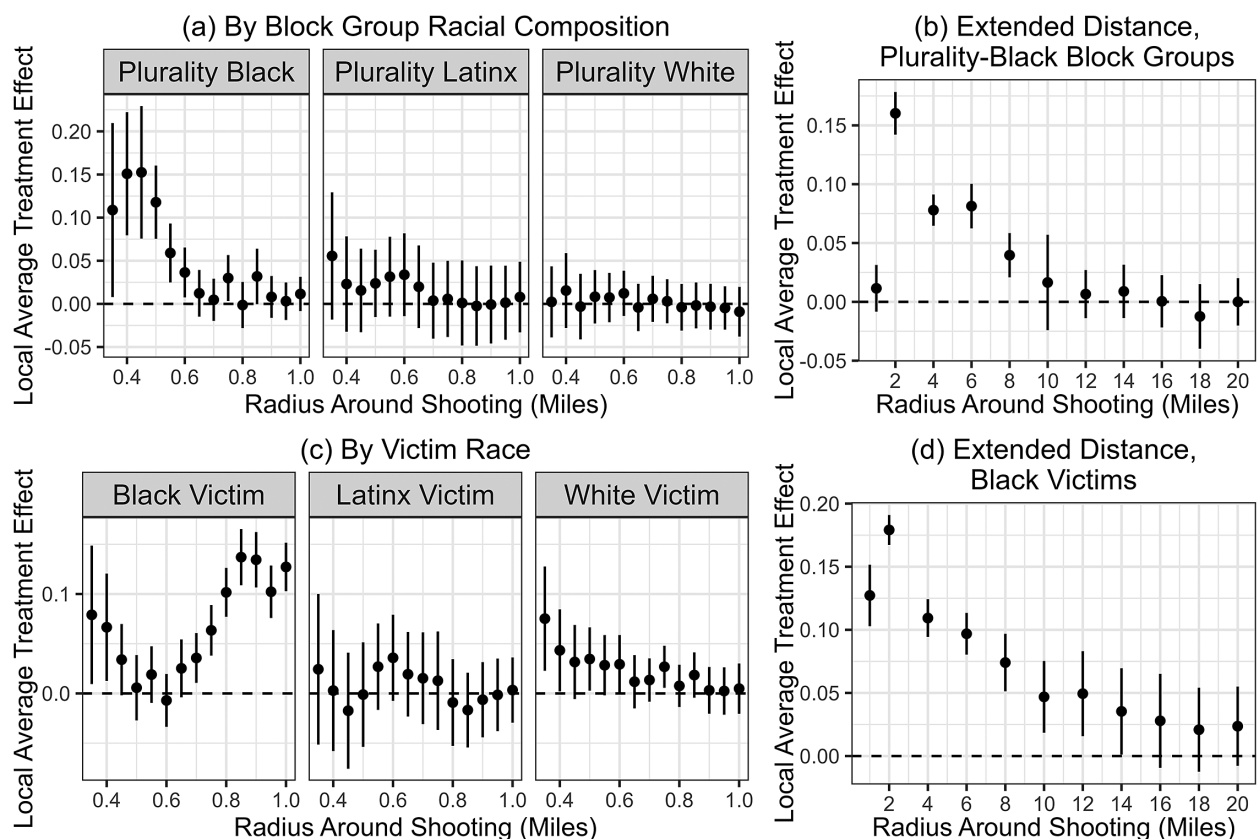 (a) By Block Group Racial Composition
Plurality Black Plurality Latinx Plurality White
Local Average Treatment Effect
0.20
0.15
0.10
0.05
0.00
-0.05
0.4 0.6 0.8 1.0 0.4 0.6 0.8 1.0 0.4 0.6 0.8 1.0
Radius Around Shooting (Miles)
(b) Extended Distance,
Plurality-Black Block Groups
Local Average Treatment Effect
0.15
0.10
0.05
0.00
-0.05
2 4 6 8 10 12 14 16 18 20
Radius Around Shooting (Miles)
(c) By Victim Race
Black Victim Latinx Victim White Victim
Local Average Treatment Effect
0.1
0.0
0.4 0.6 0.8 1.0 0.4 0.6 0.8 1.0 0.4 0.6 0.8 1.0
Radius Around Shooting (Miles)
(d) Extended Distance,
Black Victims
Local Average Treatment Effect
0.20
0.15
0.10
0.05
0.00
2 4 6 8 10 12 14 16 18 20
Radius Around Shooting (Miles)